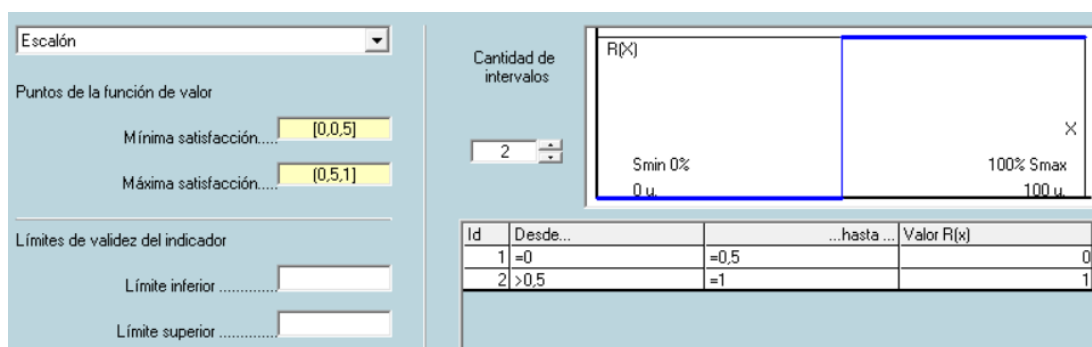 Escalón
Puntos de la función de valor
Mínima satisfacción..... [0,0,5]
Máxima satisfacción..... (0,5,1]
Límites de validez del indicador
Límite inferior ..............
Límite superior ..............
Cantidad de
intervalos
2
R(X)
X
Smin 0% 100% Smax
0 u. 100 u.
Id Desde... ...hasta ... Valor R(x)
1 =0 =0,5 0
2 >0,5 =1 1